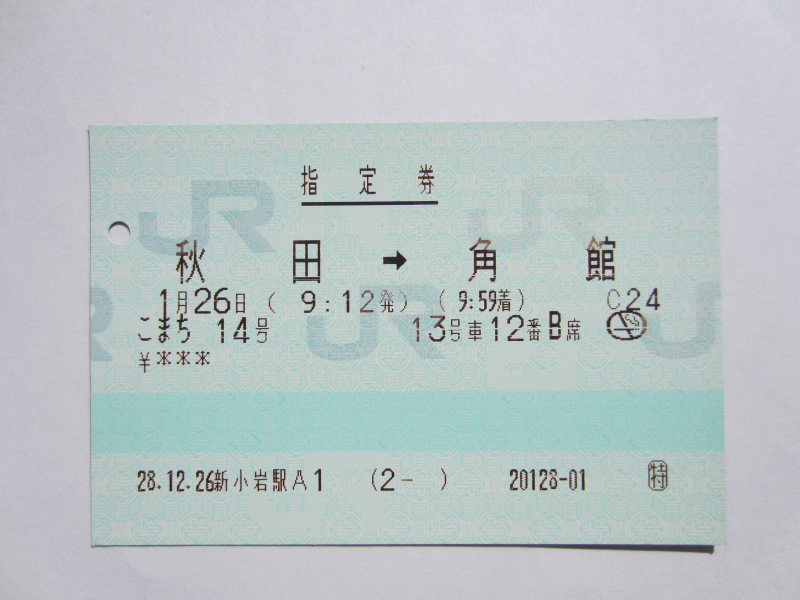 指定券
秋田 → 角館
1月26日 ( 9:12発) ( 9:59着) C24
こまち 14号 13号車12番B席
¥***
28.12.26新小岩駅A1 (2- ) 20128-01 特